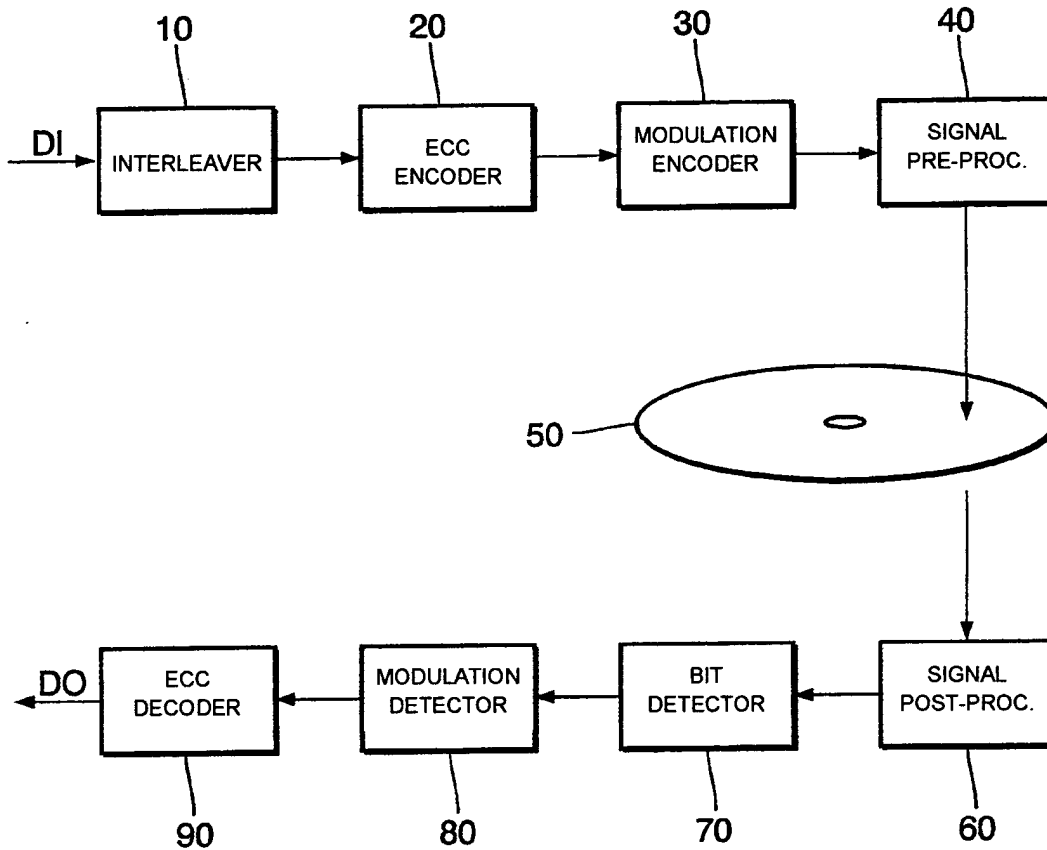 10
20
30
40
DI
INTERLEAVER
ECC
ENCODER
MODULATION
ENCODER
SIGNAL
PRE-PROC.
50
DO
ECC
DECODER
MODULATION
DETECTOR
BIT
DETECTOR
SIGNAL
POST-PROC.
90
80
70
60